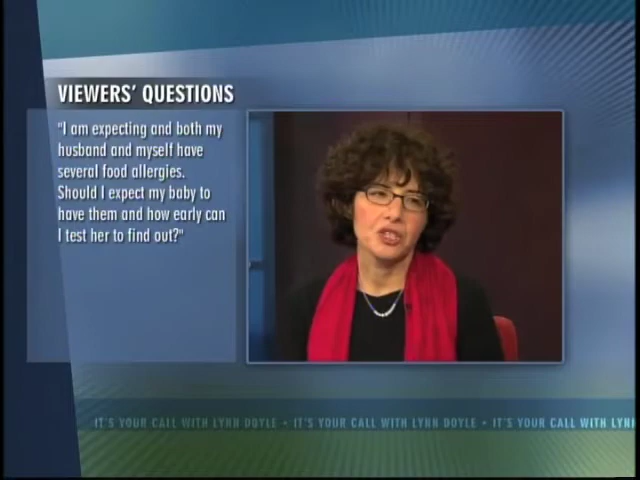 VIEWERS' QUESTIONS
"I am expecting and both my
husband and myself have
several food allergies.
Should I expect my baby to
have them and how early can
I test her to find out?"
IT'S YOUR CALL WITH LYNN DOYLE • IT'S YOUR CALL WITH LYNN DOYLE • IT'S YOUR CALL WITH LYNN